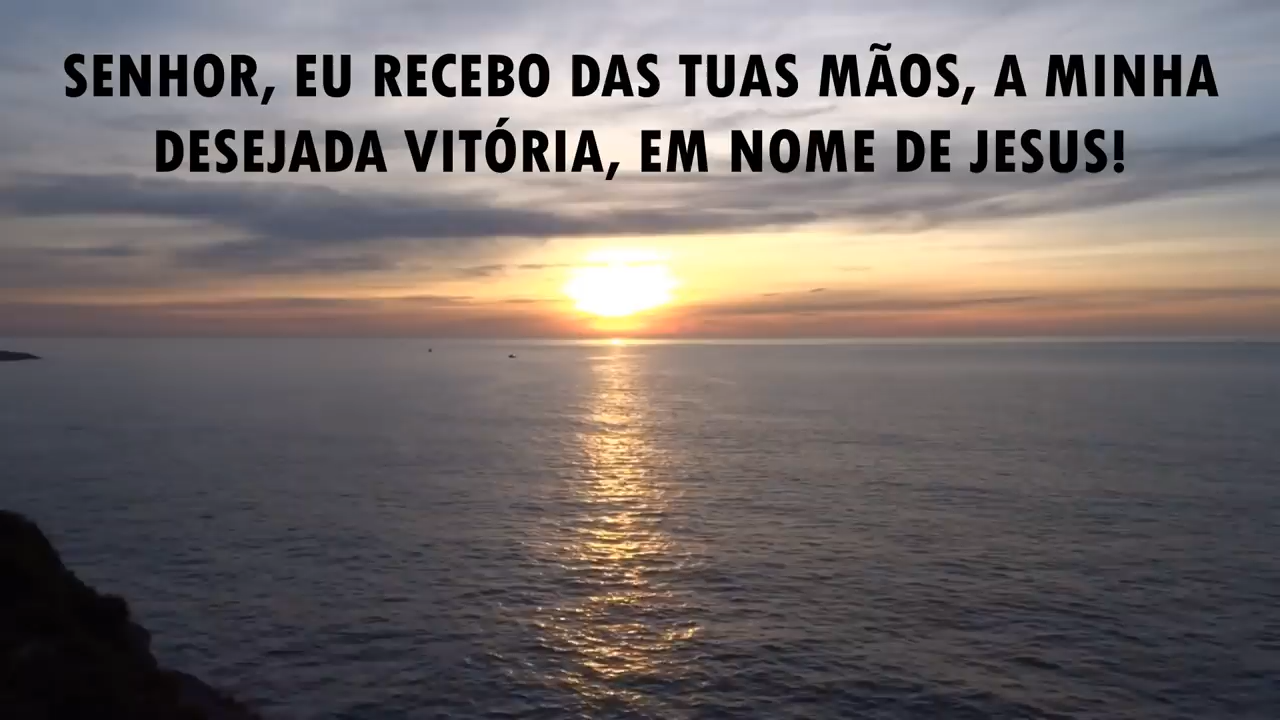 SENHOR, EU RECEBO DAS TUAS MÃOS, A MINHA
DESEJADA VITÓRIA, EM NOME DE JESUS!